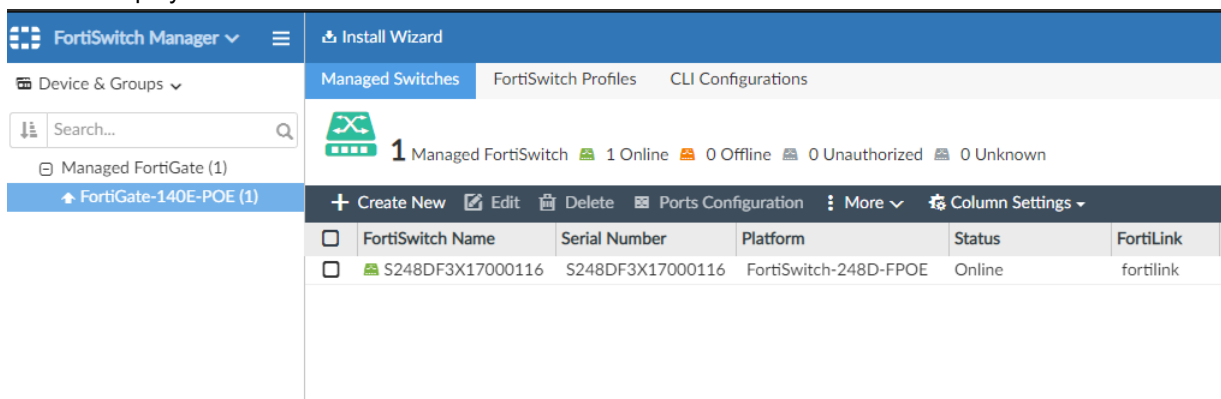 FortiSwitch Manager
Install Wizard
Device & Groups
Managed Switches FortiSwitch Profiles CLI Configurations
Search...
1 Managed FortiSwitch 1 Online 0 Offline 0 Unauthorized 0 Unknown
Managed FortiGate (1)
FortiGate-140E-POE (1)
+ Create New Edit Delete Ports Configuration More Column Settings
FortiSwitch Name Serial Number Platform Status FortiLink
S248DF3X17000116 S248DF3X17000116 FortiSwitch-248D-FPOE Online fortilink